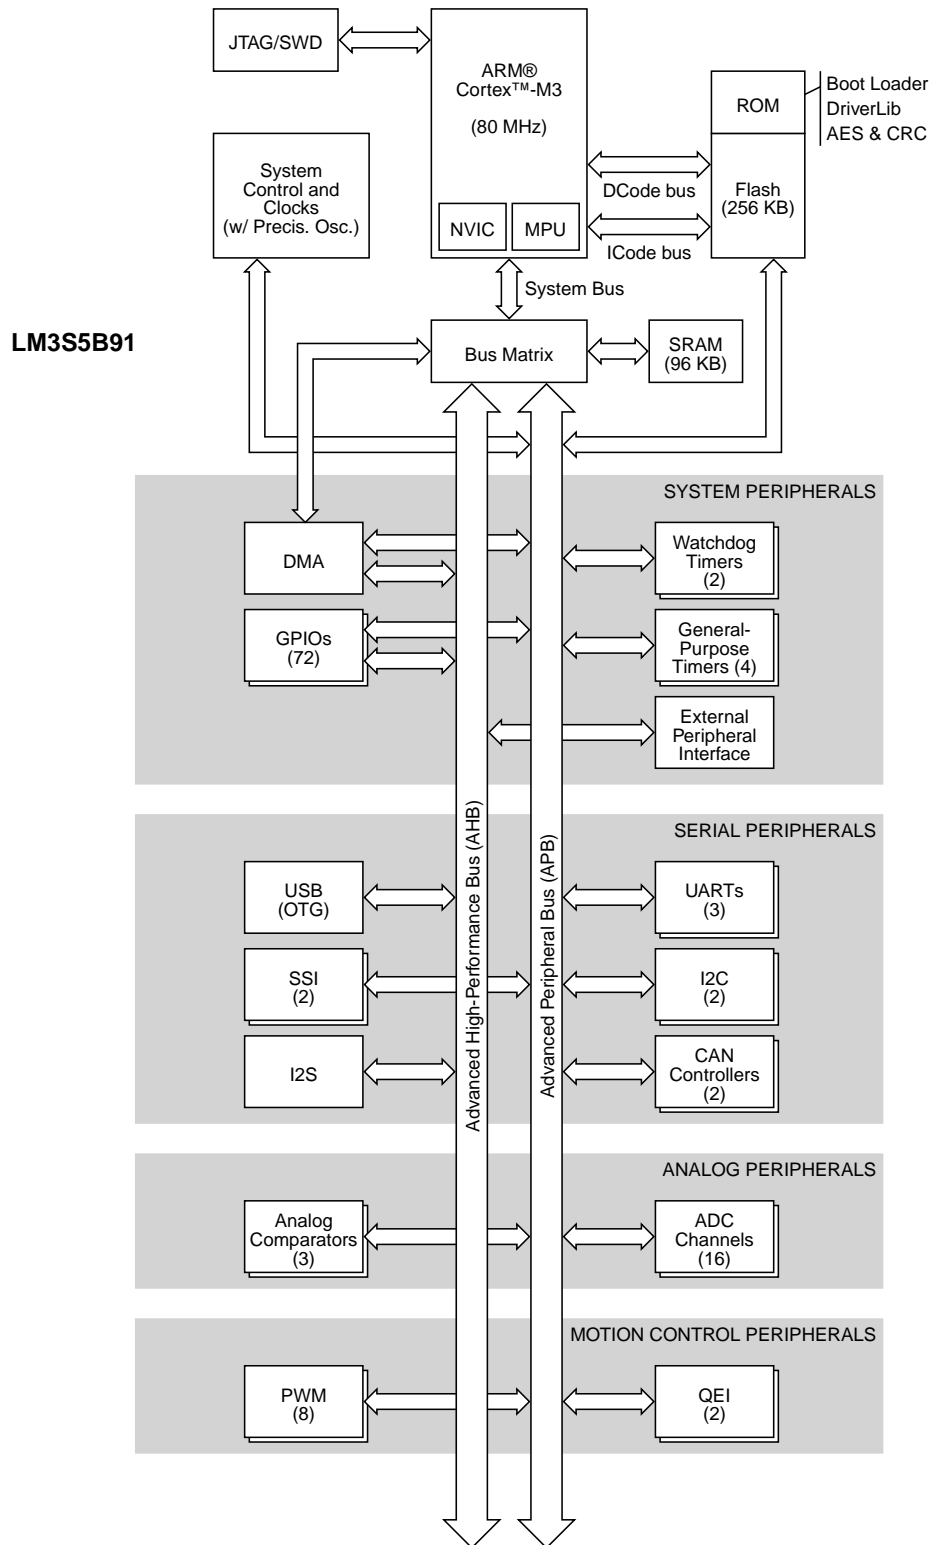 JTAG/SWD
ARM®
Cortex™-M3
(80 MHz)
NVIC
MPU
ROM
Boot Loader
DriverLib
AES & CRC
Flash
(256 KB)
DCode bus
ICode bus
System
Control and
Clocks
(w/ Precis. Osc.)
System Bus
LM3S5B91
Bus Matrix
SRAM
(96 KB)
SYSTEM PERIPHERALS
DMA
Watchdog
Timers
(2)
GPIOs
(72)
General-
Purpose
Timers (4)
External
Peripheral
Interface
Advanced High-Performance Bus (AHB)
Advanced Peripheral Bus (APB)
SERIAL PERIPHERALS
USB
(OTG)
UARTs
(3)
SSI
(2)
I2C
(2)
I2S
CAN
Controllers
(2)
ANALOG PERIPHERALS
Analog
Comparators
(3)
ADC
Channels
(16)
MOTION CONTROL PERIPHERALS
PWM
(8)
QEI
(2)